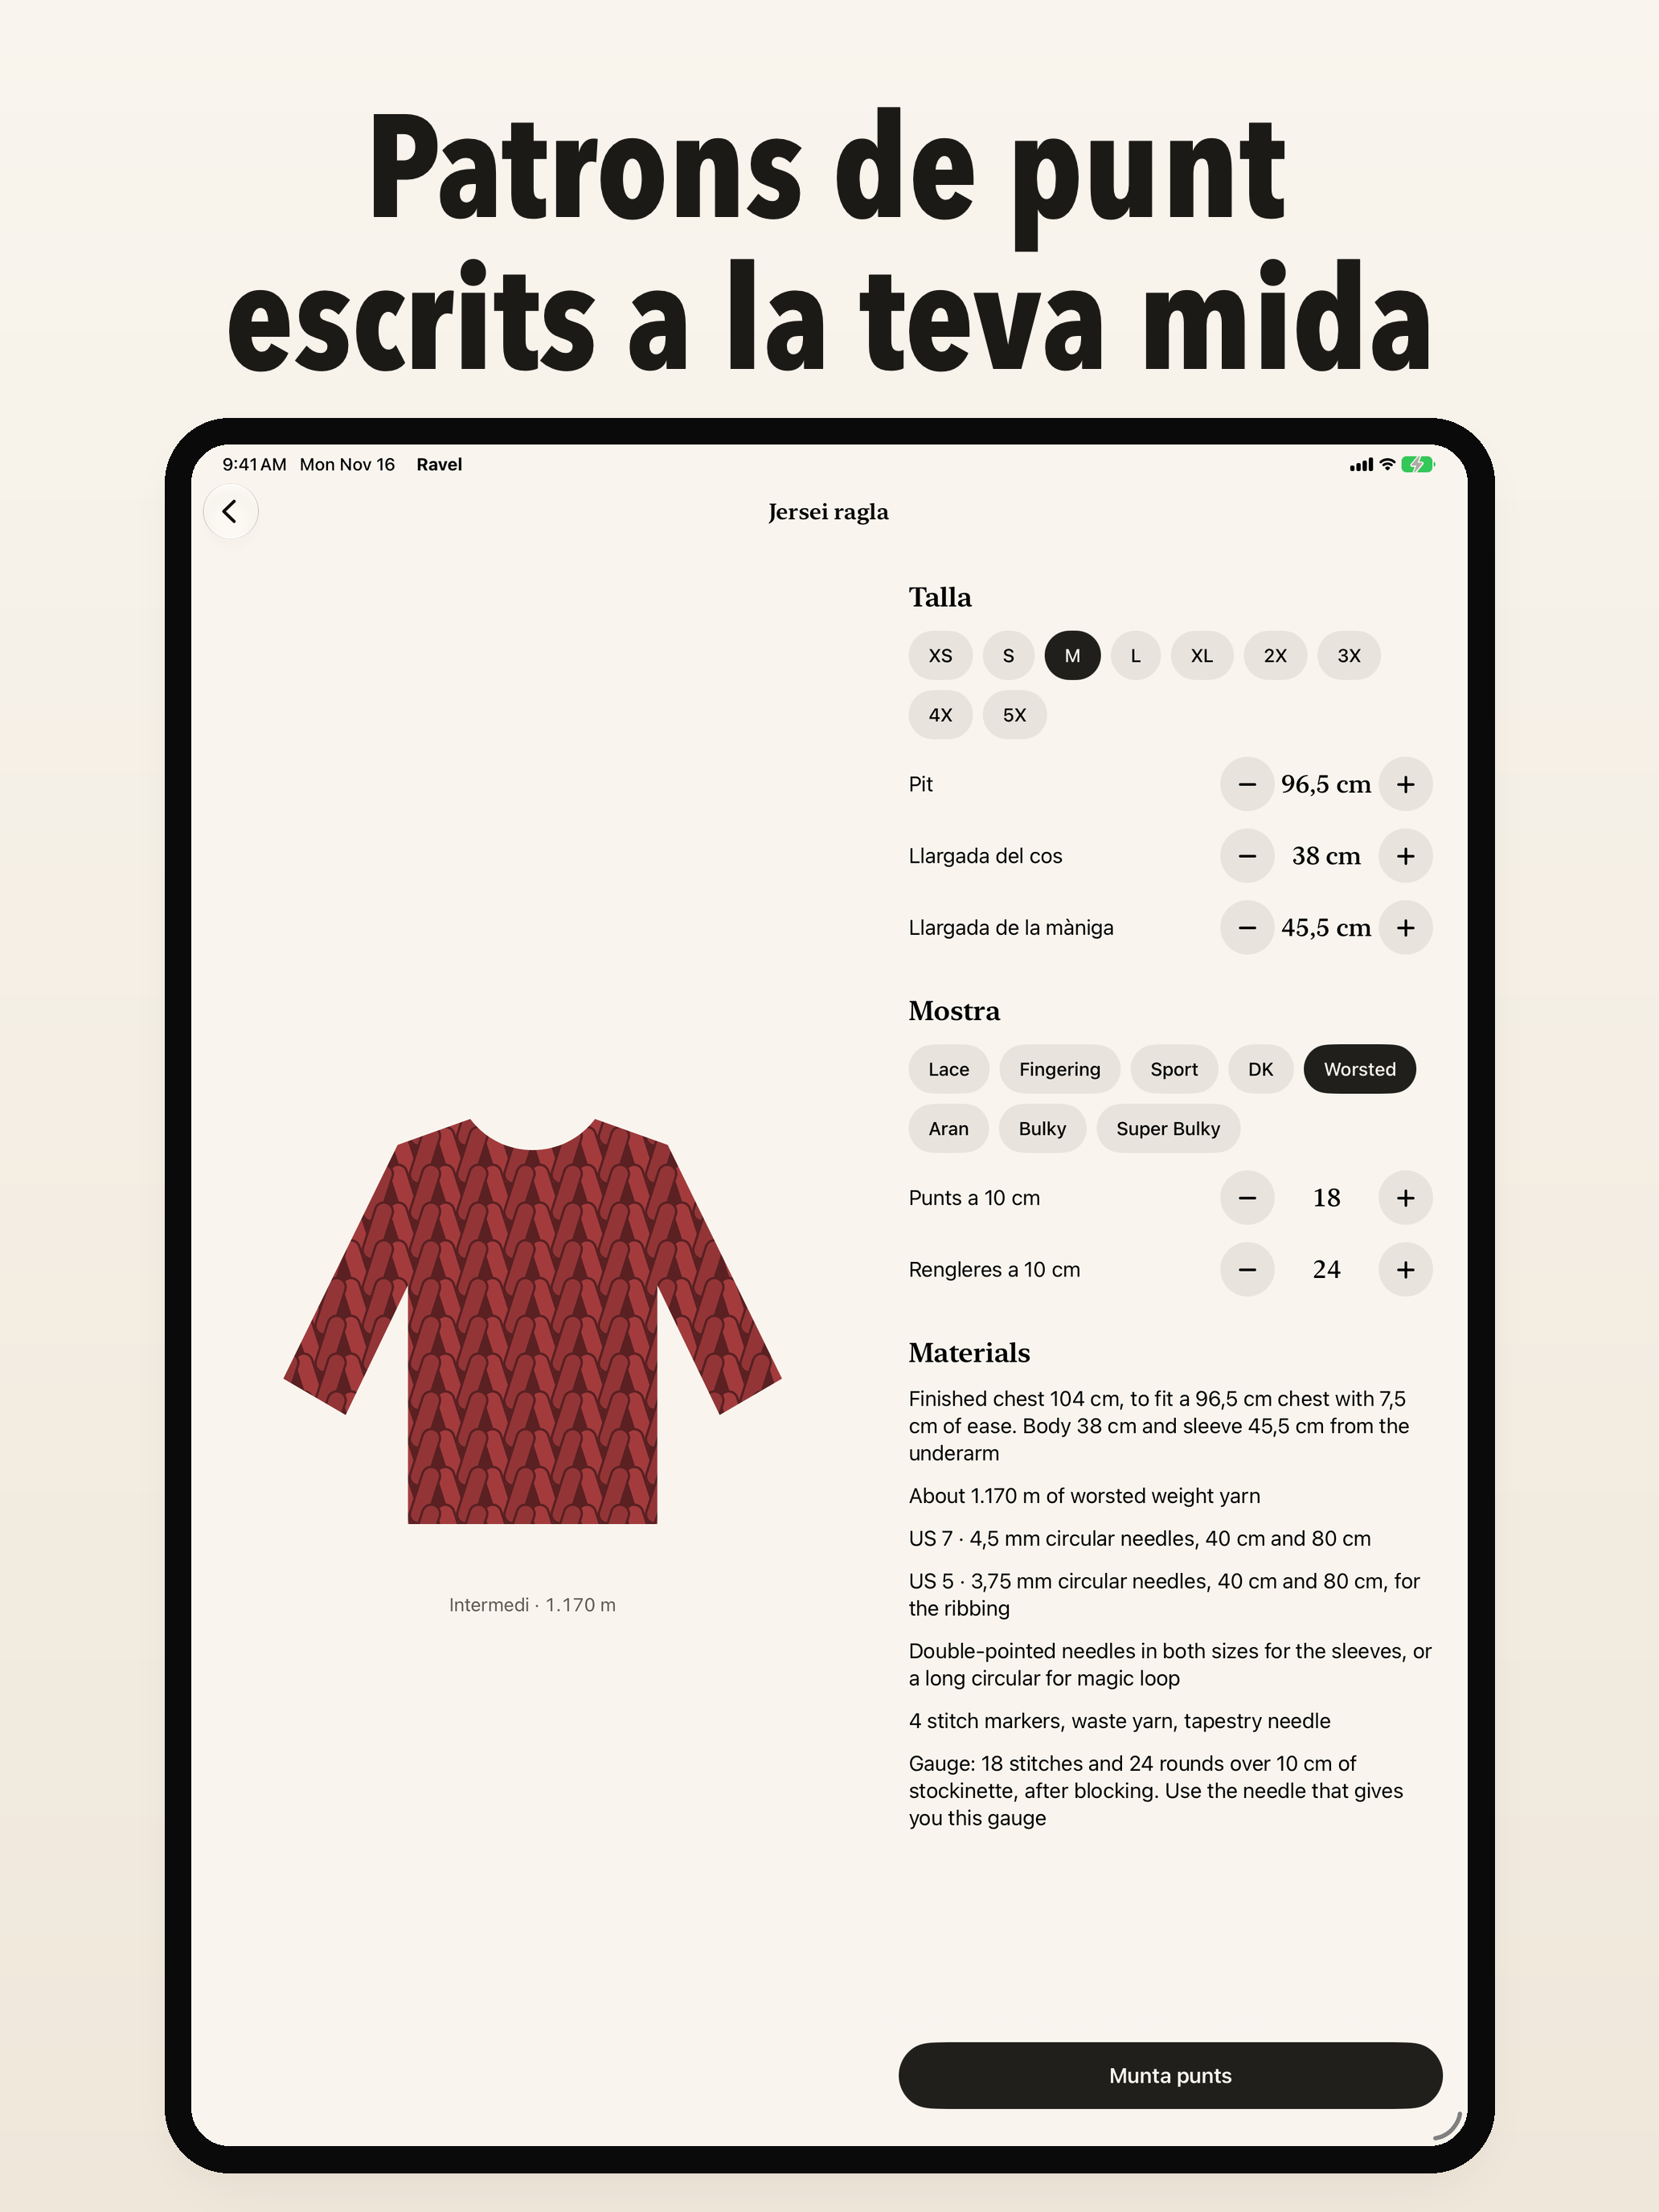 Patrons de punt
escrits a la teva mida
9:41 AM Mon Nov 16 Ravel
Jersei ragla
Talla
XS S M L XL 2X 3X
4X 5X
Pit − 96,5 cm +
Llargada del cos − 38 cm +
Llargada de la màniga − 45,5 cm +
Mostra
Lace Fingering Sport DK Worsted
Aran Bulky Super Bulky
Punts a 10 cm − 18 +
Rengleres a 10 cm − 24 +
Materials
Finished chest 104 cm, to fit a 96,5 cm chest with 7,5
cm of ease. Body 38 cm and sleeve 45,5 cm from the
underarm
About 1.170 m of worsted weight yarn
US 7 · 4,5 mm circular needles, 40 cm and 80 cm
US 5 · 3,75 mm circular needles, 40 cm and 80 cm, for
the ribbing
Intermedi · 1.170 m
Double-pointed needles in both sizes for the sleeves, or
a long circular for magic loop
4 stitch markers, waste yarn, tapestry needle
Gauge: 18 stitches and 24 rounds over 10 cm of
stockinette, after blocking. Use the needle that gives
you this gauge
Munta punts